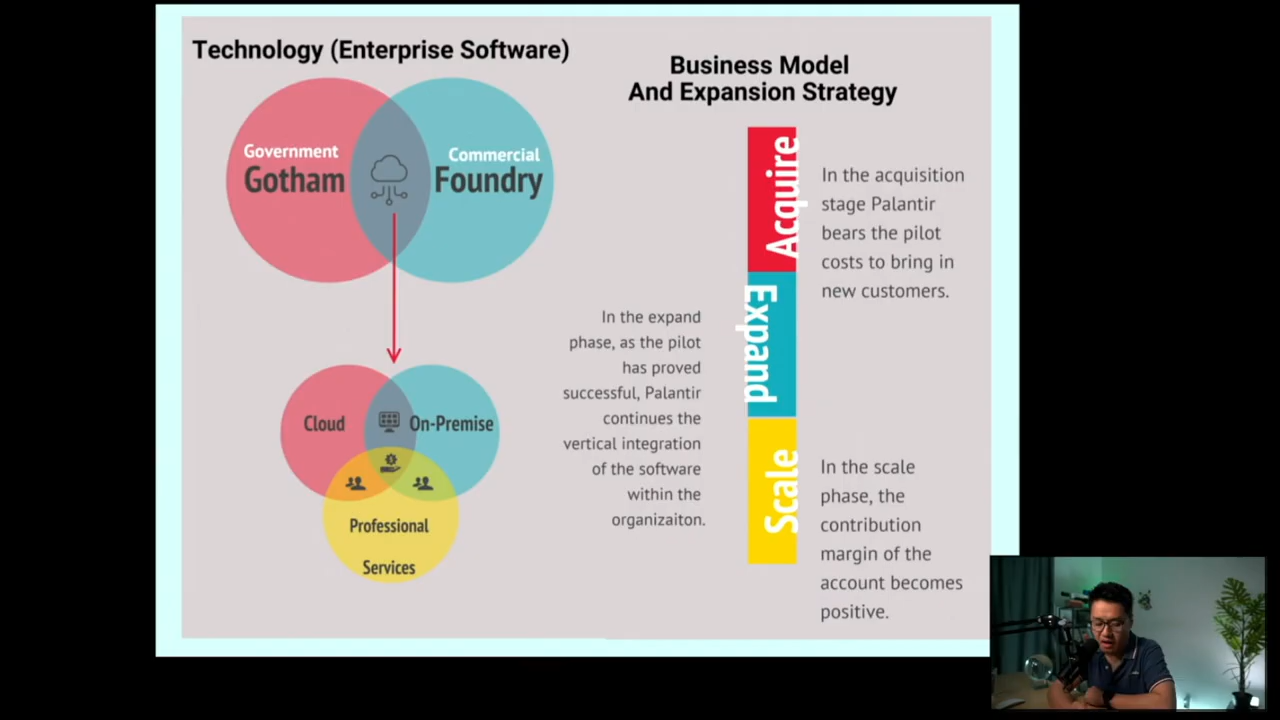 Technology (Enterprise Software)
Government
Gotham
Commercial
Foundry
Cloud
On-Premise
Professional
Services
Business Model
And Expansion Strategy
Acquire
In the acquisition
stage Palantir
bears the pilot
costs to bring in
new customers.
Expand
In the expand
phase, as the pilot
has proved
successful, Palantir
continues the
vertical integration
of the software
within the
organizaiton.
Scale
In the scale
phase, the
contribution
margin of the
account becomes
positive.